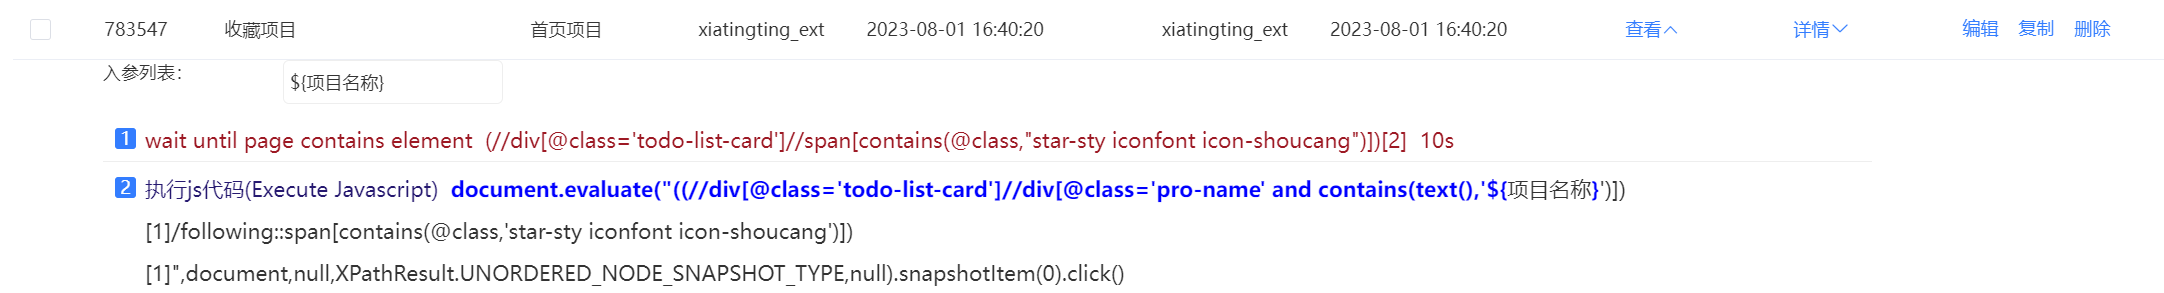 783547 收藏项目 首页项目 xiatingting_ext 2023-08-01 16:40:20 xiatingting_ext 2023-08-01 16:40:20 查看 详情 编辑 复制 删除
入参列表: ${项目名称}
1 wait until page contains element (//div[@class='todo-list-card']//span[contains(@class,"star-sty iconfont icon-shoucang")])[2] 10s
2 执行js代码(Execute Javascript) document.evaluate("((//div[@class='todo-list-card']//div[@class='pro-name' and contains(text(),'${项目名称}')])
[1]/following::span[contains(@class,'star-sty iconfont icon-shoucang')])
[1]",document,null,XPathResult.UNORDERED_NODE_SNAPSHOT_TYPE,null).snapshotItem(0).click()